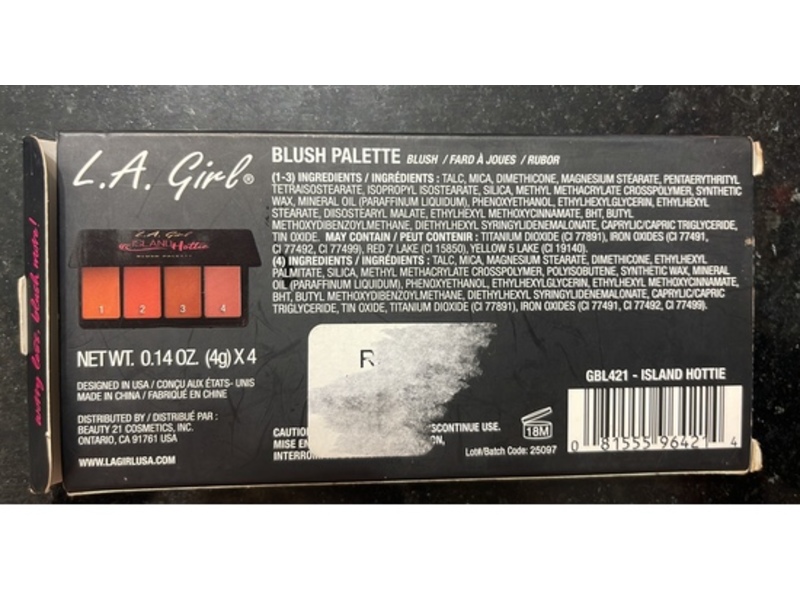 worry less. blush more!
L.A. Girl®
L.A. Girl
ISLAND Hottie
BLUSH PALETTE
1 2 3 4
NET WT. 0.14 OZ. (4g) X 4
DESIGNED IN USA / CONÇU AUX ÉTATS- UNIS
MADE IN CHINA / FABRIQUÉ EN CHINE
DISTRIBUTED BY / DISTRIBUÉ PAR :
BEAUTY 21 COSMETICS, INC.
ONTARIO, CA 91761 USA
WWW.LAGIRLUSA.COM
BLUSH PALETTE BLUSH / FARD À JOUES / RUBOR
(1-3) INGREDIENTS / INGRÉDIENTS : TALC, MICA, DIMETHICONE, MAGNESIUM STEARATE, PENTAERYTHRITYL
TETRAISOSTEARATE, ISOPROPYL ISOSTEARATE, SILICA, METHYL METHACRYLATE CROSSPOLYMER, SYNTHETIC
WAX, MINERAL OIL (PARAFFINUM LIQUIDUM), PHENOXYETHANOL, ETHYLHEXYLGLYCERIN, ETHYLHEXYL
STEARATE, DIISOSTEARYL MALATE, ETHYLHEXYL METHOXYCINNAMATE, BHT, BUTYL
METHOXYDIBENZOYLMETHANE, DIETHYLHEXYL SYRINGYLIDENEMALONATE, CAPRYLIC/CAPRIC TRIGLYCERIDE,
TIN OXIDE. MAY CONTAIN / PEUT CONTENIR : TITANIUM DIOXIDE (CI 77891), IRON OXIDES (CI 77491,
CI 77492, CI 77499), RED 7 LAKE (CI 15850), YELLOW 5 LAKE (CI 19140).
(4) INGREDIENTS / INGRÉDIENTS : TALC, MICA, MAGNESIUM STEARATE, DIMETHICONE, ETHYLHEXYL
PALMITATE, SILICA, METHYL METHACRYLATE CROSSPOLYMER, POLYISOBUTENE, SYNTHETIC WAX, MINERAL
OIL (PARAFFINUM LIQUIDUM), PHENOXYETHANOL, ETHYLHEXYLGLYCERIN, ETHYLHEXYL METHOXYCINNAMATE,
BHT, BUTYL METHOXYDIBENZOYLMETHANE, DIETHYLHEXYL SYRINGYLIDENEMALONATE, CAPRYLIC/CAPRIC
TRIGLYCERIDE, TIN OXIDE, TITANIUM DIOXIDE (CI 77891), IRON OXIDES (CI 77491, CI 77492, CI 77499).
R
GBL421 - ISLAND HOTTIE
18M
Lot#/Batch Code: 25097
0 81555 96421 4